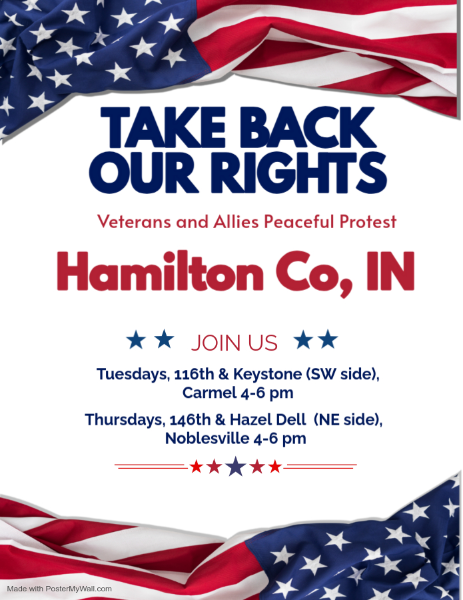 TAKE BACK
OUR RIGHTS
Veterans and Allies Peaceful Protest
Hamilton Co, IN
JOIN US
Tuesdays, 116th & Keystone (SW side),
Carmel 4-6 pm
Thursdays, 146th & Hazel Dell (NE side),
Noblesville 4-6 pm
Made with PosterMyWall.com